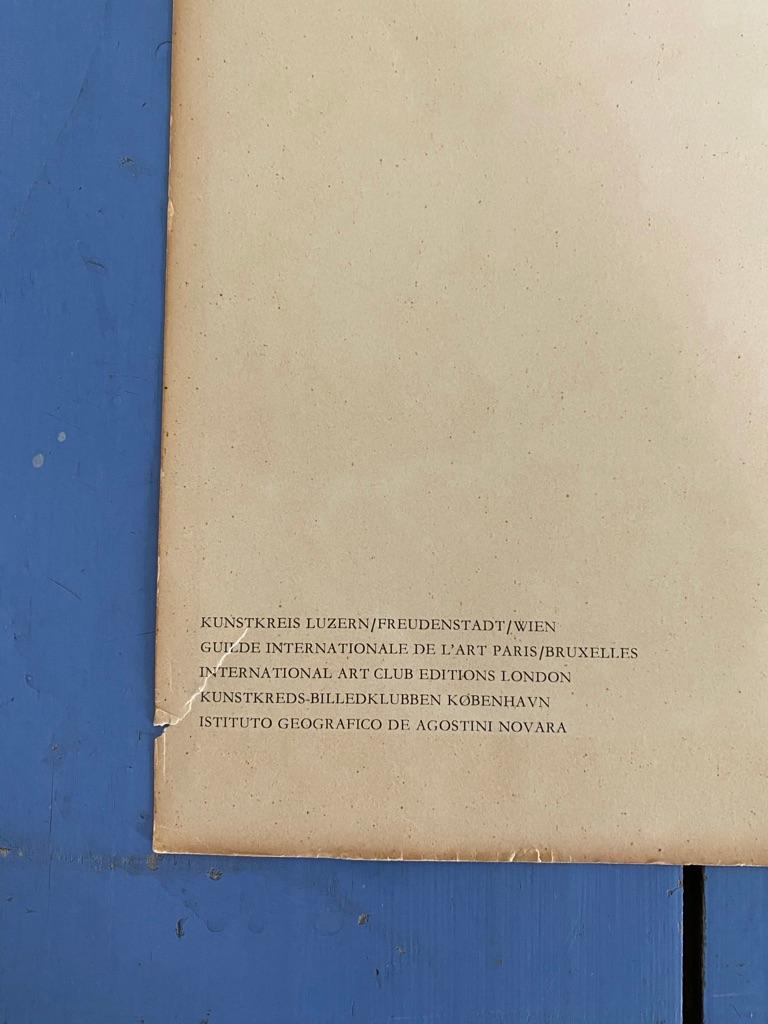 KUNSTKREIS LUZERN/FREUDENSTADT/WIEN
GUILDE INTERNATIONALE DE L'ART PARIS/BRUXELLES
INTERNATIONAL ART CLUB EDITIONS LONDON
KUNSTKREDS-BILLEDKLUBBEN KØBENHAVN
ISTITUTO GEOGRAFICO DE AGOSTINI NOVARA